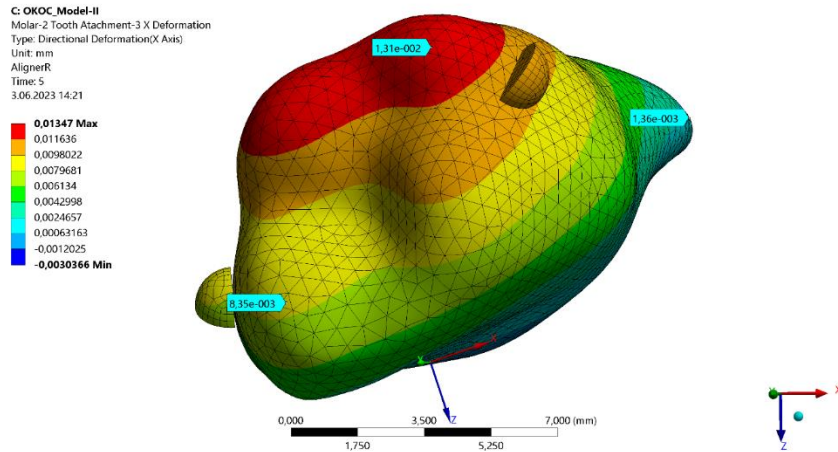 C: OKOC_Model-II
Molar-2 Tooth Atachment-3 X Deformation
Type: Directional Deformation(X Axis)
Unit: mm
AlignerR
Time: 5
3.06.2023 14:21
0,01347 Max
0,011636
0,0098022
0,0079681
0,006134
0,0042998
0,0024657
0,00063163
-0,0012025
-0,0030366 Min
1,31e-002
1,36e-003
8,35e-003
X
Y
Z
0,000 3,500 7,000 (mm)
1,750 5,250
Y
X
Z